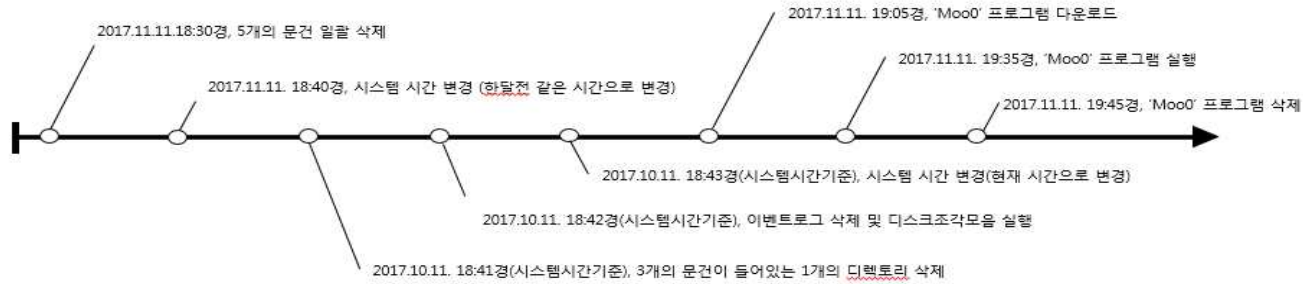 2017.11.11.18:30경, 5개의 문건 일괄 삭제
2017.11.11. 18:40경, 시스템 시간 변경 (하달전 같은 시간으로 변경)
2017.10.11. 18:41경(시스템시간기준), 3개의 문건이 들어있는 1개의 디렉토리 삭제
2017.10.11. 18:42경(시스템시간기준), 이벤트로그 삭제 및 디스크조각모음 실행
2017.10.11. 18:43경(시스템시간기준), 시스템 시간 변경(현재 시간으로 변경)
2017.11.11. 19:05경, ‘Moo0’ 프로그램 다운로드
2017.11.11. 19:35경, ‘Moo0’ 프로그램 실행
2017.11.11. 19:45경, ‘Moo0’ 프로그램 삭제